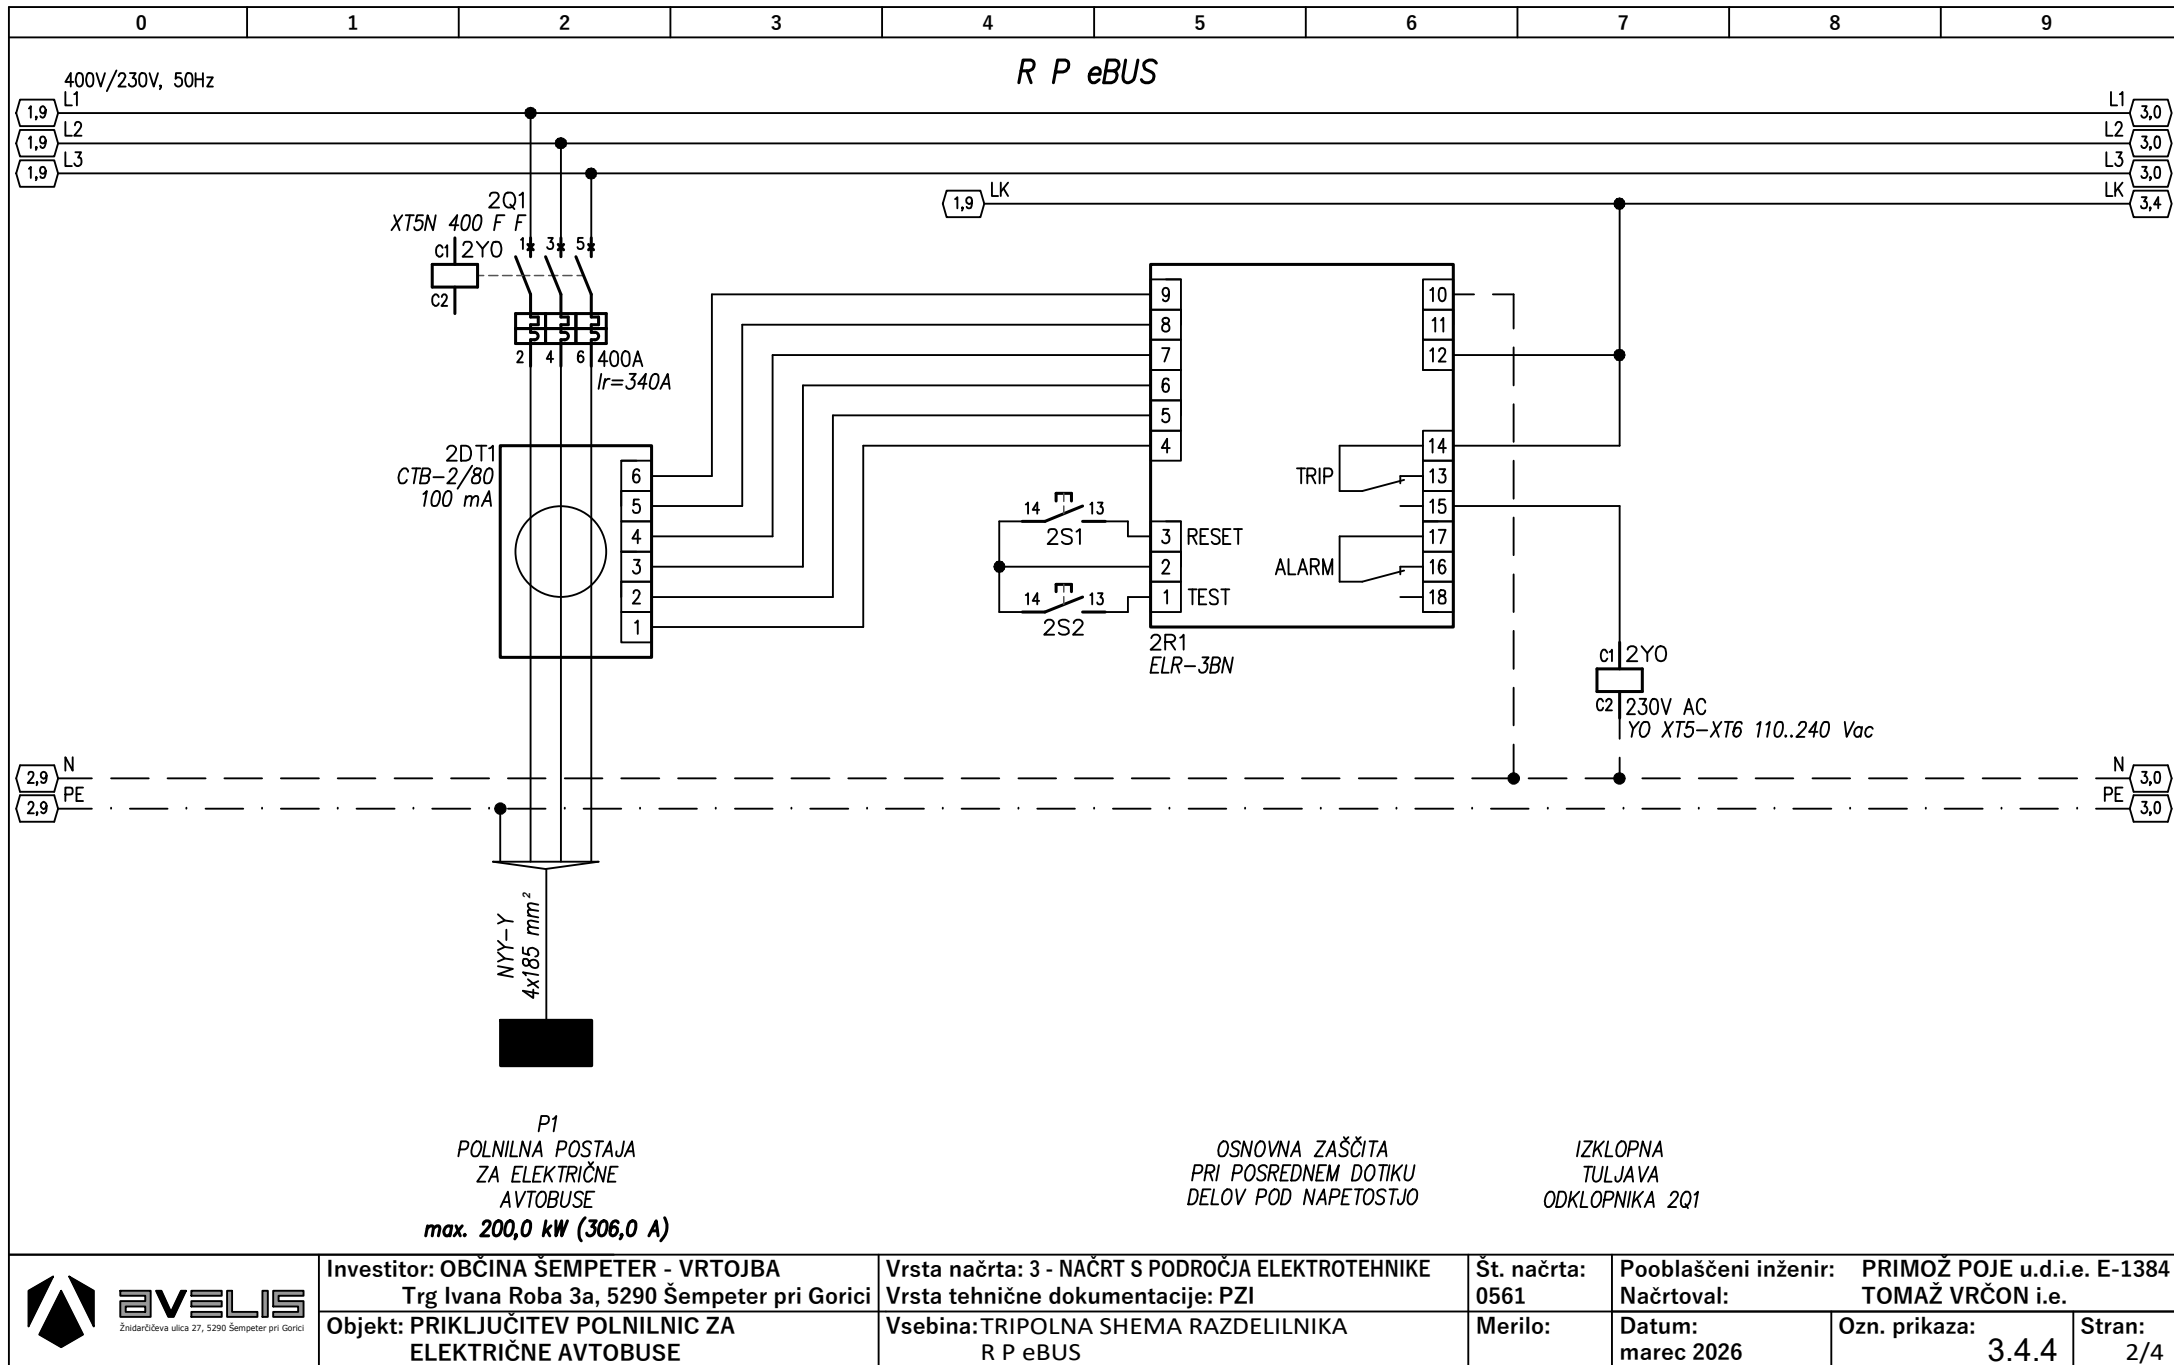 0 1 2 3 4 5 6 7 8 9
R P eBUS
400V/230V, 50Hz
1,9 L1 L1 3,0
1,9 L2 L2 3,0
1,9 L3 L3 3,0
1,9 LK LK 3,4
2Q1
XT5N 400 F F
C1 2YO 1 3 5
C2
2 4 6 400A
Ir=340A
9 10
8 11
7 12
6
5
4 14
2DT1
CTB-2/80
100 mA
6
5
4
3
2
1
TRIP 13
15
14 13
2S1
3 RESET 17
2 ALARM 16
14 13 1 TEST 18
2S2
2R1
ELR-3BN
C1 2YO
C2 230V AC
YO XT5-XT6 110..240 Vac
2,9 N N 3,0
2,9 PE PE 3,0
NYY-Y
4x185 mm²
P1
POLNILNA POSTAJA
ZA ELEKTRIČNE
AVTOBUSE
max. 200,0 kW (306,0 A)
OSNOVNA ZAŠČITA
PRI POSREDNEM DOTIKU
DELOV POD NAPETOSTJO
IZKLOPNA
TULJAVA
ODKLOPNIKA 2Q1
AVELIS
Žnidarčičeva ulica 27, 5290 Šempeter pri Gorici
Investitor: OBČINA ŠEMPETER - VRTOJBA
Trg Ivana Roba 3a, 5290 Šempeter pri Gorici
Objekt: PRIKLJUČITEV POLNILNIC ZA
ELEKTRIČNE AVTOBUSE
Vrsta načrta: 3 - NAČRT S PODROČJA ELEKTROTEHNIKE
Vrsta tehnične dokumentacije: PZI
Vsebina: TRIPOLNA SHEMA RAZDELILNIKA
R P eBUS
Št. načrta:
0561
Merilo:
Pooblaščeni inženir: PRIMOŽ POJE u.d.i.e. E-1384
Načrtoval: TOMAŽ VRČON i.e.
Datum:
marec 2026
Ozn. prikaza:
3.4.4
Stran:
2/4